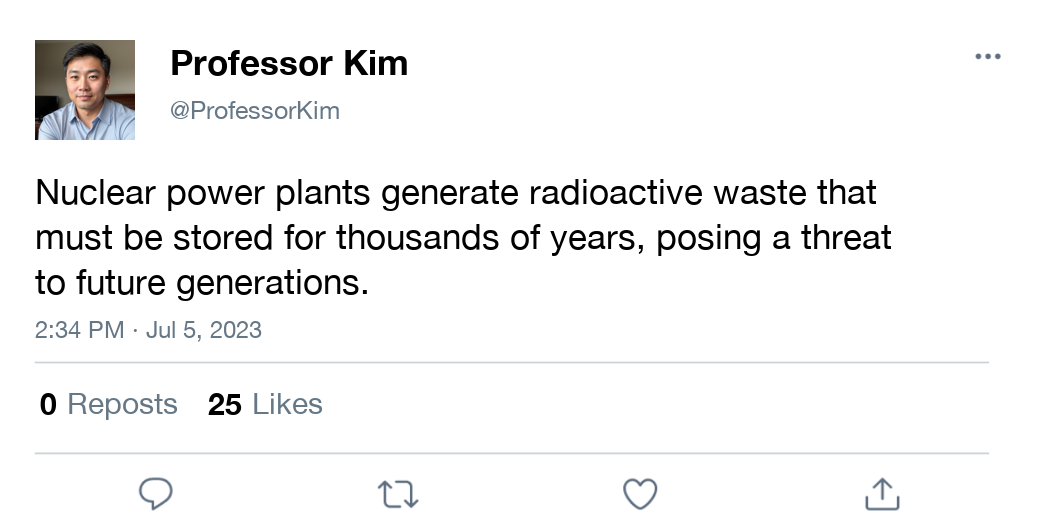 Professor Kim
@ProfessorKim
Nuclear power plants generate radioactive waste that
must be stored for thousands of years, posing a threat
to future generations.
2:34 PM · Jul 5, 2023
0 Reposts 25 Likes